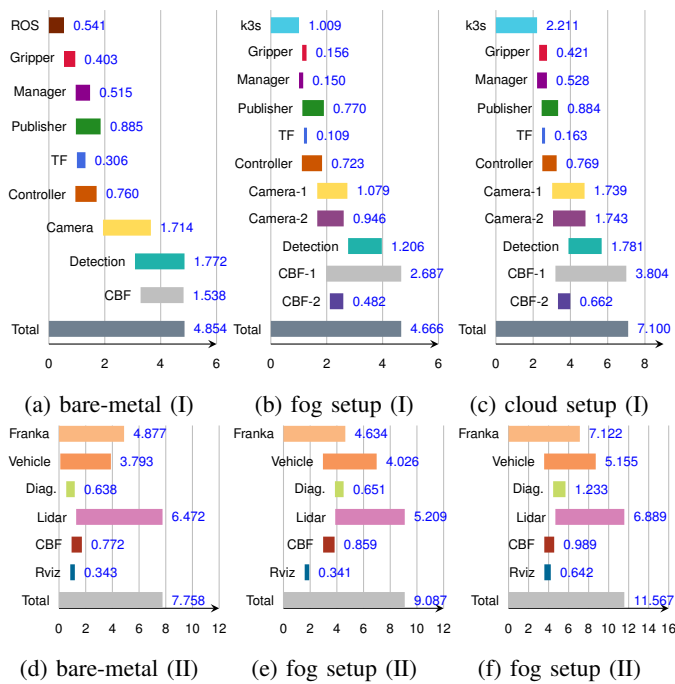 ROS 0.541
Gripper 0.403
Manager 0.515
Publisher 0.885
TF 0.306
Controller 0.760
Camera 1.714
Detection 1.772
CBF 1.538
Total 4.854
0 2 4 6
(a) bare-metal (I)
k3s 1.009
Gripper 0.156
Manager 0.150
Publisher 0.770
TF 0.109
Controller 0.723
Camera-1 1.079
Camera-2 0.946
Detection 1.206
CBF-1 2.687
CBF-2 0.482
Total 4.666
0 2 4 6
(b) fog setup (I)
k3s 2.211
Gripper 0.421
Manager 0.528
Publisher 0.884
TF 0.163
Controller 0.769
Camera-1 1.739
Camera-2 1.743
Detection 1.781
CBF-1 3.804
CBF-2 0.662
Total 7.100
0 2 4 6 8
(c) cloud setup (I)
Franka 4.877
Vehicle 3.793
Diag. 0.638
Lidar 6.472
CBF 0.772
Rviz 0.343
Total 7.758
0 2 4 6 8 10 12
(d) bare-metal (II)
Franka 4.634
Vehicle 4.026
Diag. 0.651
Lidar 5.209
CBF 0.859
Rviz 0.341
Total 9.087
0 2 4 6 8 10 12
(e) fog setup (II)
Franka 7.122
Vehicle 5.155
Diag. 1.233
Lidar 6.889
CBF 0.989
Rviz 0.642
Total 11.567
0 2 4 6 8 10 12 14 16
(f) fog setup (II)